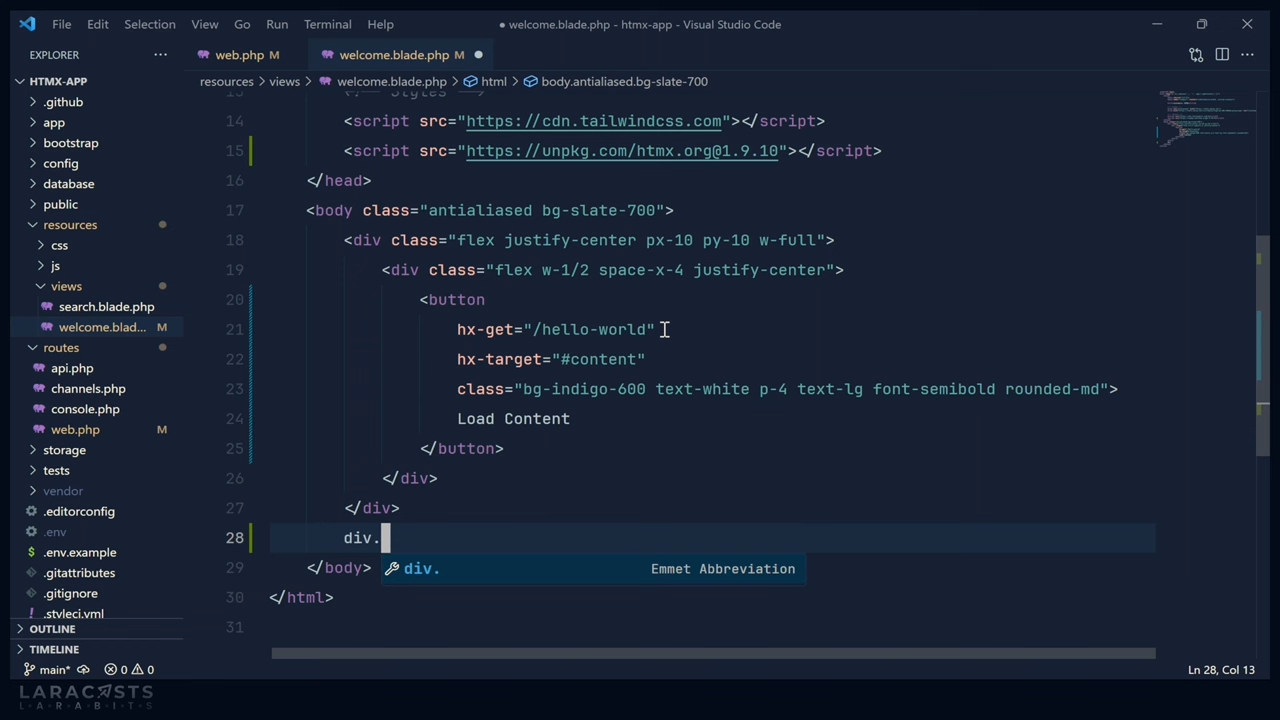 File Edit Selection View Go Run Terminal Help
● welcome.blade.php - htmx-app - Visual Studio Code
EXPLORER
HTMX-APP
.github
app
bootstrap
config
database
public
resources
css
js
views
search.blade.php
welcome.blad... M
routes
api.php
channels.php
console.php
web.php M
storage
tests
vendor
.editorconfig
.env
.env.example
.gitattributes
.gitignore
.styleci.yml
OUTLINE
TIMELINE
web.php M
welcome.blade.php M ●
resources > views > welcome.blade.php > html > body.antialiased.bg-slate-700
13 <!-- Styles -->
14 <script src="https://cdn.tailwindcss.com"></script>
15 <script src="https://unpkg.com/htmx.org@1.9.10"></script>
16 </head>
17 <body class="antialiased bg-slate-700">
18 <div class="flex justify-center px-10 py-10 w-full">
19 <div class="flex w-1/2 space-x-4 justify-center">
20 <button
21 hx-get="/hello-world"
22 hx-target="#content"
23 class="bg-indigo-600 text-white p-4 text-lg font-semibold rounded-md">
24 Load Content
25 </button>
26 </div>
27 </div>
28 div.
div. Emmet Abbreviation
29 </body>
30 </html>
31
main* 0 0
Ln 28, Col 13
LARACASTS
LARABITS